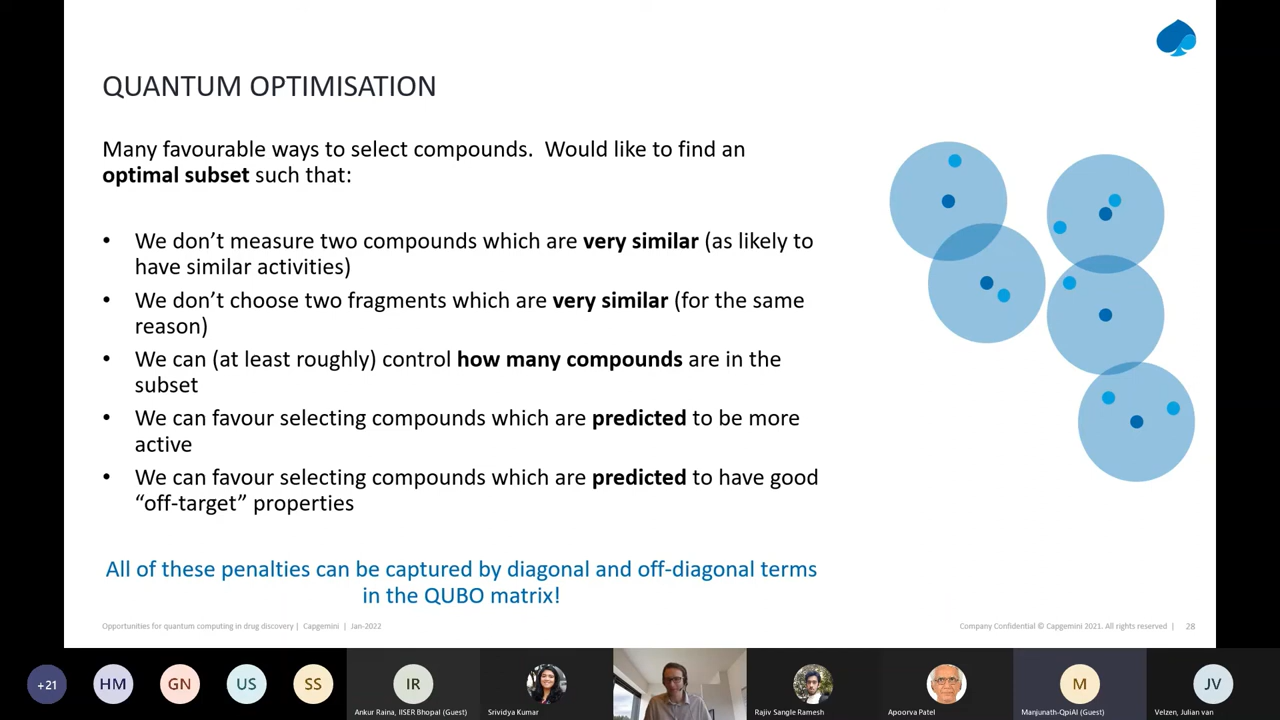 QUANTUM OPTIMISATION
Many favourable ways to select compounds.  Would like to find an
optimal subset such that:
• We don’t measure two compounds which are very similar (as likely to
have similar activities)
• We don’t choose two fragments which are very similar (for the same
reason)
• We can (at least roughly) control how many compounds are in the
subset
• We can favour selecting compounds which are predicted to be more
active
• We can favour selecting compounds which are predicted to have good
“off-target” properties
All of these penalties can be captured by diagonal and off-diagonal terms
in the QUBO matrix!
Opportunities for quantum computing in drug discovery | Capgemini | Jan-2022
Company Confidential © Capgemini 2021. All rights reserved | 28
+21 HM GN US SS IR M JV
Ankur Raina, IISER Bhopal (Guest) Srividya Kumar Rajiv Sangle Ramesh Apoorva Patel Manjunath-QpiAI (Guest) Velzen, Julian van